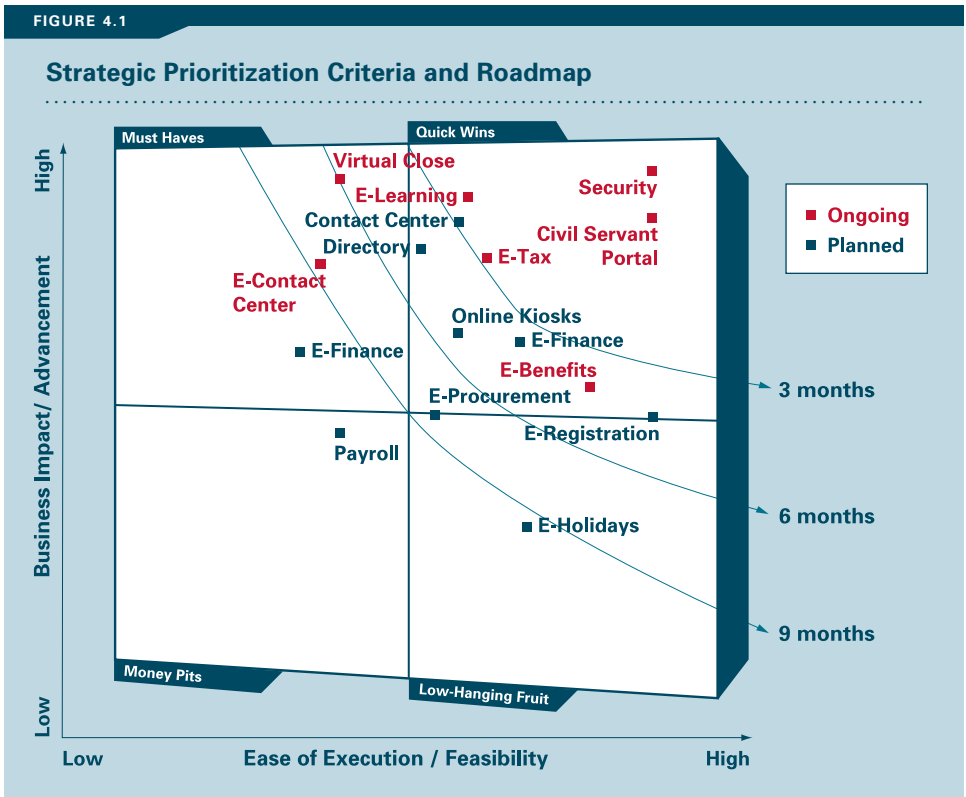 FIGURE 4.1
Strategic Prioritization Criteria and Roadmap
Must Haves
Quick Wins
High
Virtual Close
E-Learning
Security
Contact Center
Directory
Civil Servant
Portal
E-Tax
E-Contact
Center
Online Kiosks
E-Finance
E-Finance
E-Benefits
E-Procurement
E-Registration
Payroll
E-Holidays
Ongoing
Planned
3 months
6 months
9 months
Business Impact/ Advancement
Money Pits
Low-Hanging Fruit
Low
Low
Ease of Execution / Feasibility
High